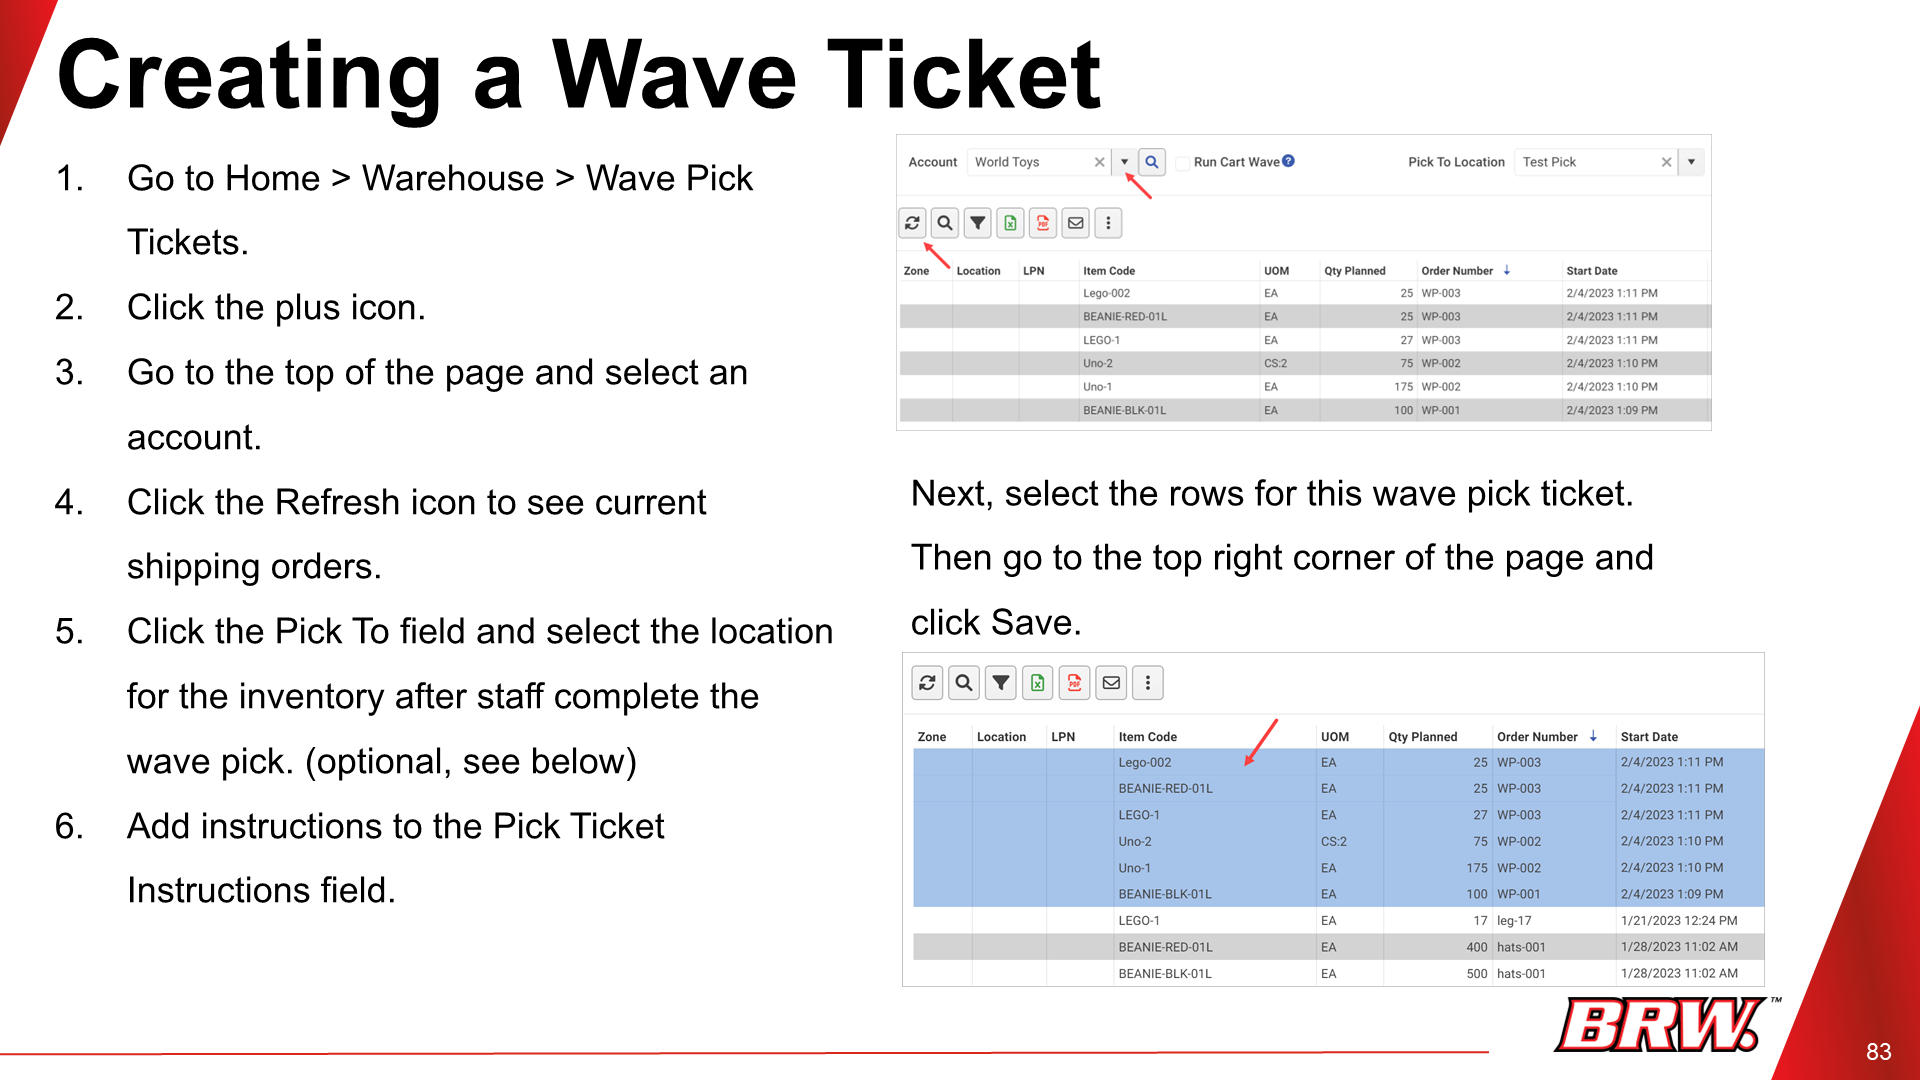 Creating a Wave Ticket
1. Go to Home > Warehouse > Wave Pick
Tickets.
2. Click the plus icon.
3. Go to the top of the page and select an
account.
4. Click the Refresh icon to see current
shipping orders.
5. Click the Pick To field and select the location
for the inventory after staff complete the
wave pick. (optional, see below)
6. Add instructions to the Pick Ticket
Instructions field.
Account World Toys Run Cart Wave ? Pick To Location Test Pick
PDF
Zone Location LPN Item Code UOM Qty Planned Order Number Start Date
Lego-002 EA 25 WP-003 2/4/2023 1:11 PM
BEANIE-RED-01L EA 25 WP-003 2/4/2023 1:11 PM
LEGO-1 EA 27 WP-003 2/4/2023 1:11 PM
Uno-2 CS:2 75 WP-002 2/4/2023 1:10 PM
Uno-1 EA 175 WP-002 2/4/2023 1:10 PM
BEANIE-BLK-01L EA 100 WP-001 2/4/2023 1:09 PM
Next, select the rows for this wave pick ticket.
Then go to the top right corner of the page and
click Save.
PDF
Zone Location LPN Item Code UOM Qty Planned Order Number Start Date
Lego-002 EA 25 WP-003 2/4/2023 1:11 PM
BEANIE-RED-01L EA 25 WP-003 2/4/2023 1:11 PM
LEGO-1 EA 27 WP-003 2/4/2023 1:11 PM
Uno-2 CS:2 75 WP-002 2/4/2023 1:10 PM
Uno-1 EA 175 WP-002 2/4/2023 1:10 PM
BEANIE-BLK-01L EA 100 WP-001 2/4/2023 1:09 PM
LEGO-1 EA 17 leg-17 1/21/2023 12:24 PM
BEANIE-RED-01L EA 400 hats-001 1/28/2023 11:02 AM
BEANIE-BLK-01L EA 500 hats-001 1/28/2023 11:02 AM
BRW.™
83